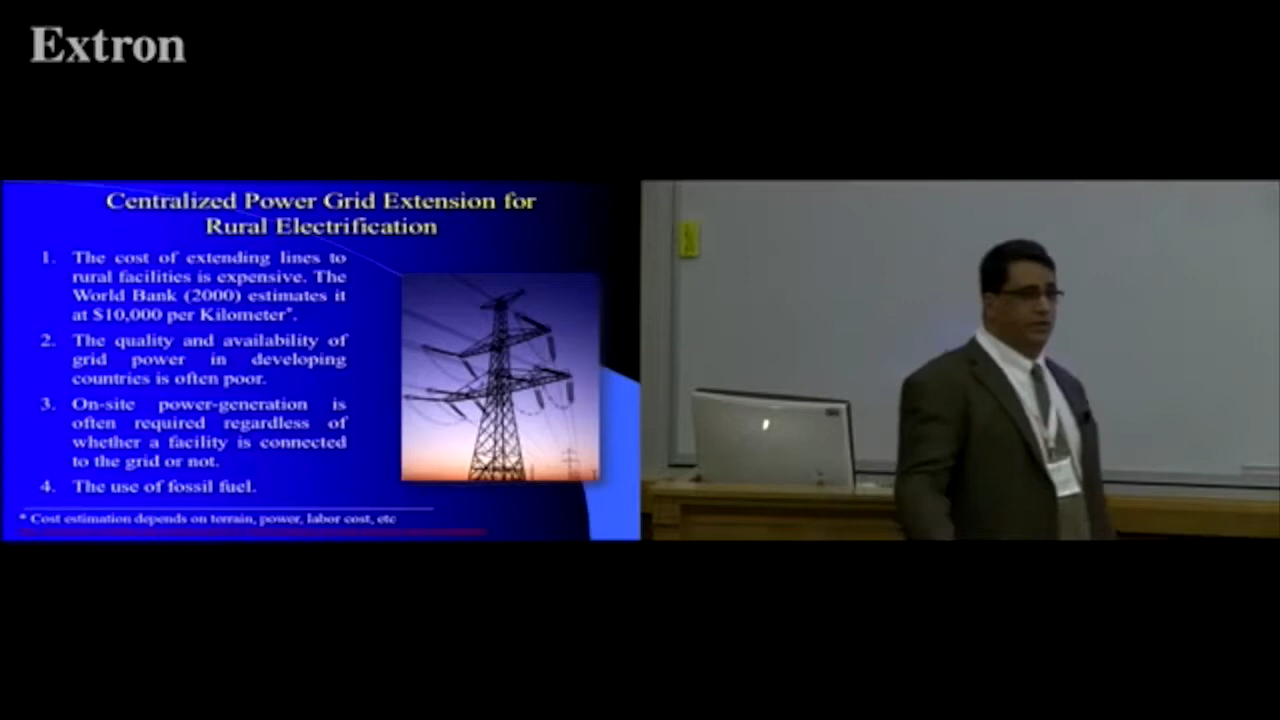 Extron
Centralized Power Grid Extension for
Rural Electrification
1. The cost of extending lines to
rural facilities is expensive. The
World Bank (2000) estimates it
at $10,000 per Kilometer*.
2. The quality and availability of
grid power in developing
countries is often poor.
3. On-site power-generation is
often required regardless of
whether a facility is connected
to the grid or not.
4. The use of fossil fuel.
* Cost estimation depends on terrain, power, labor cost, etc